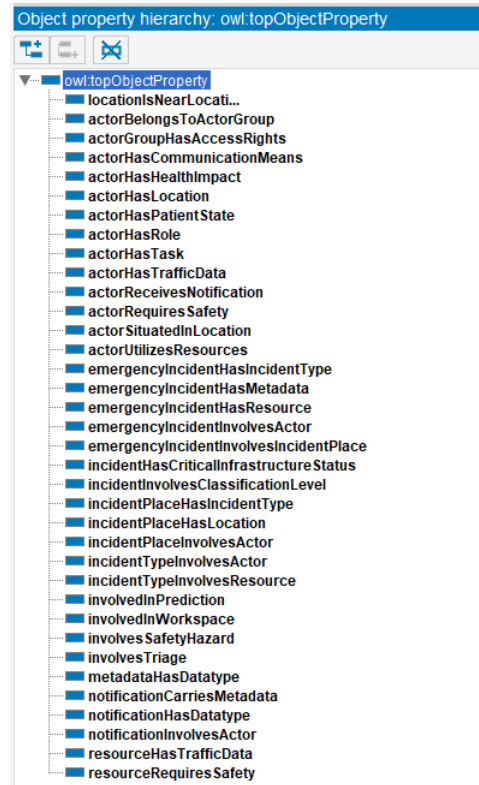 Object property hierarchy: owl:topObjectProperty
owl:topObjectProperty
locationIsNearLocati...
actorBelongsToActorGroup
actorGroupHasAccessRights
actorHasCommunicationMeans
actorHasHealthImpact
actorHasLocation
actorHasPatientState
actorHasRole
actorHasTask
actorHasTrafficData
actorReceivesNotification
actorRequiresSafety
actorSituatedInLocation
actorUtilizesResources
emergencyIncidentHasIncidentType
emergencyIncidentHasMetadata
emergencyIncidentHasResource
emergencyIncidentInvolvesActor
emergencyIncidentInvolvesIncidentPlace
incidentHasCriticalInfrastructureStatus
incidentInvolvesClassificationLevel
incidentPlaceHasIncidentType
incidentPlaceHasLocation
incidentPlaceInvolvesActor
incidentTypeInvolvesActor
incidentTypeInvolvesResource
involvedInPrediction
involvedInWorkspace
involvesSafetyHazard
involvesTriage
metadataHasDatatype
notificationCarriesMetadata
notificationHasDatatype
notificationInvolvesActor
resourceHasTrafficData
resourceRequiresSafety